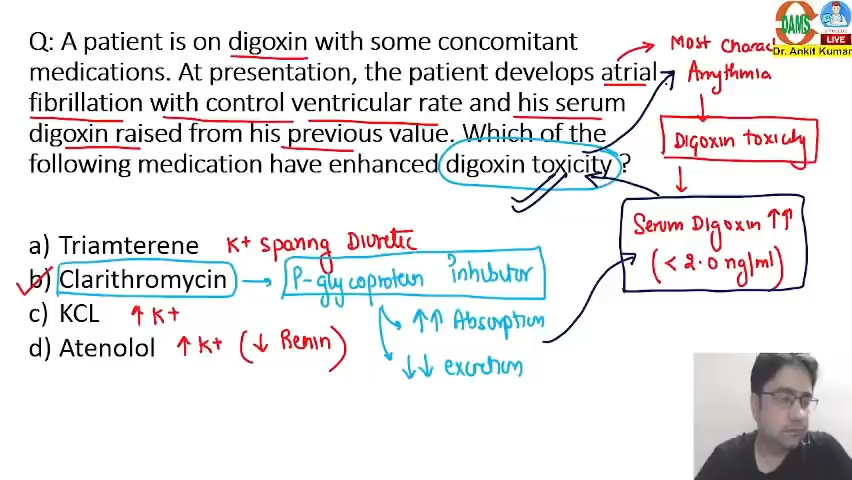 Q: A patient is on digoxin with some concomitant
medications. At presentation, the patient develops atrial
fibrillation with control ventricular rate and his serum
digoxin raised from his previous value. Which of the
following medication have enhanced digoxin toxicity ?
a) Triamterene K+ sparing Diuretic
b) Clarithromycin → P-glycoprotein inhibitor
↑↑ Absorption
c) KCL ↑ K+
d) Atenolol ↑ K+ (↓ Renin)
↓↓ excretion
Most Charac
Arrythmia
Digoxin toxicity
Serum Digoxin ↑↑
(< 2.0 ng/ml)
DAMS
LIVE
Dr. Ankit Kumar